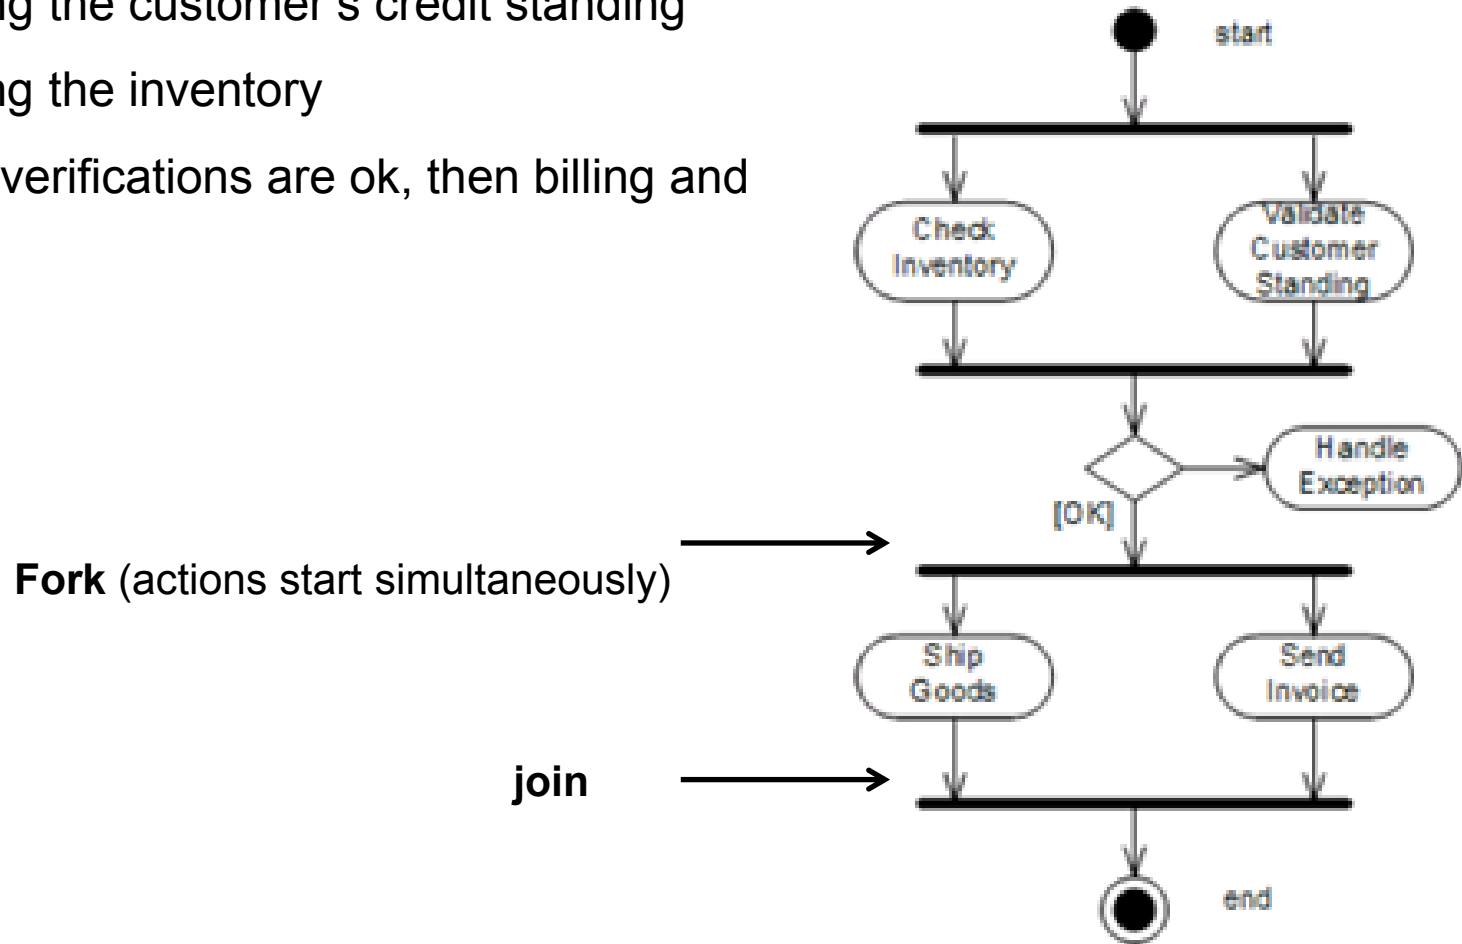 the customer's credit standing
the inventory
verifications are ok, then billing and
start
Check
Inventory
Validate
Customer
Standing
Handle
Exception
[OK]
Fork (actions start simultaneously)
Ship
Goods
Send
Invoice
join
end